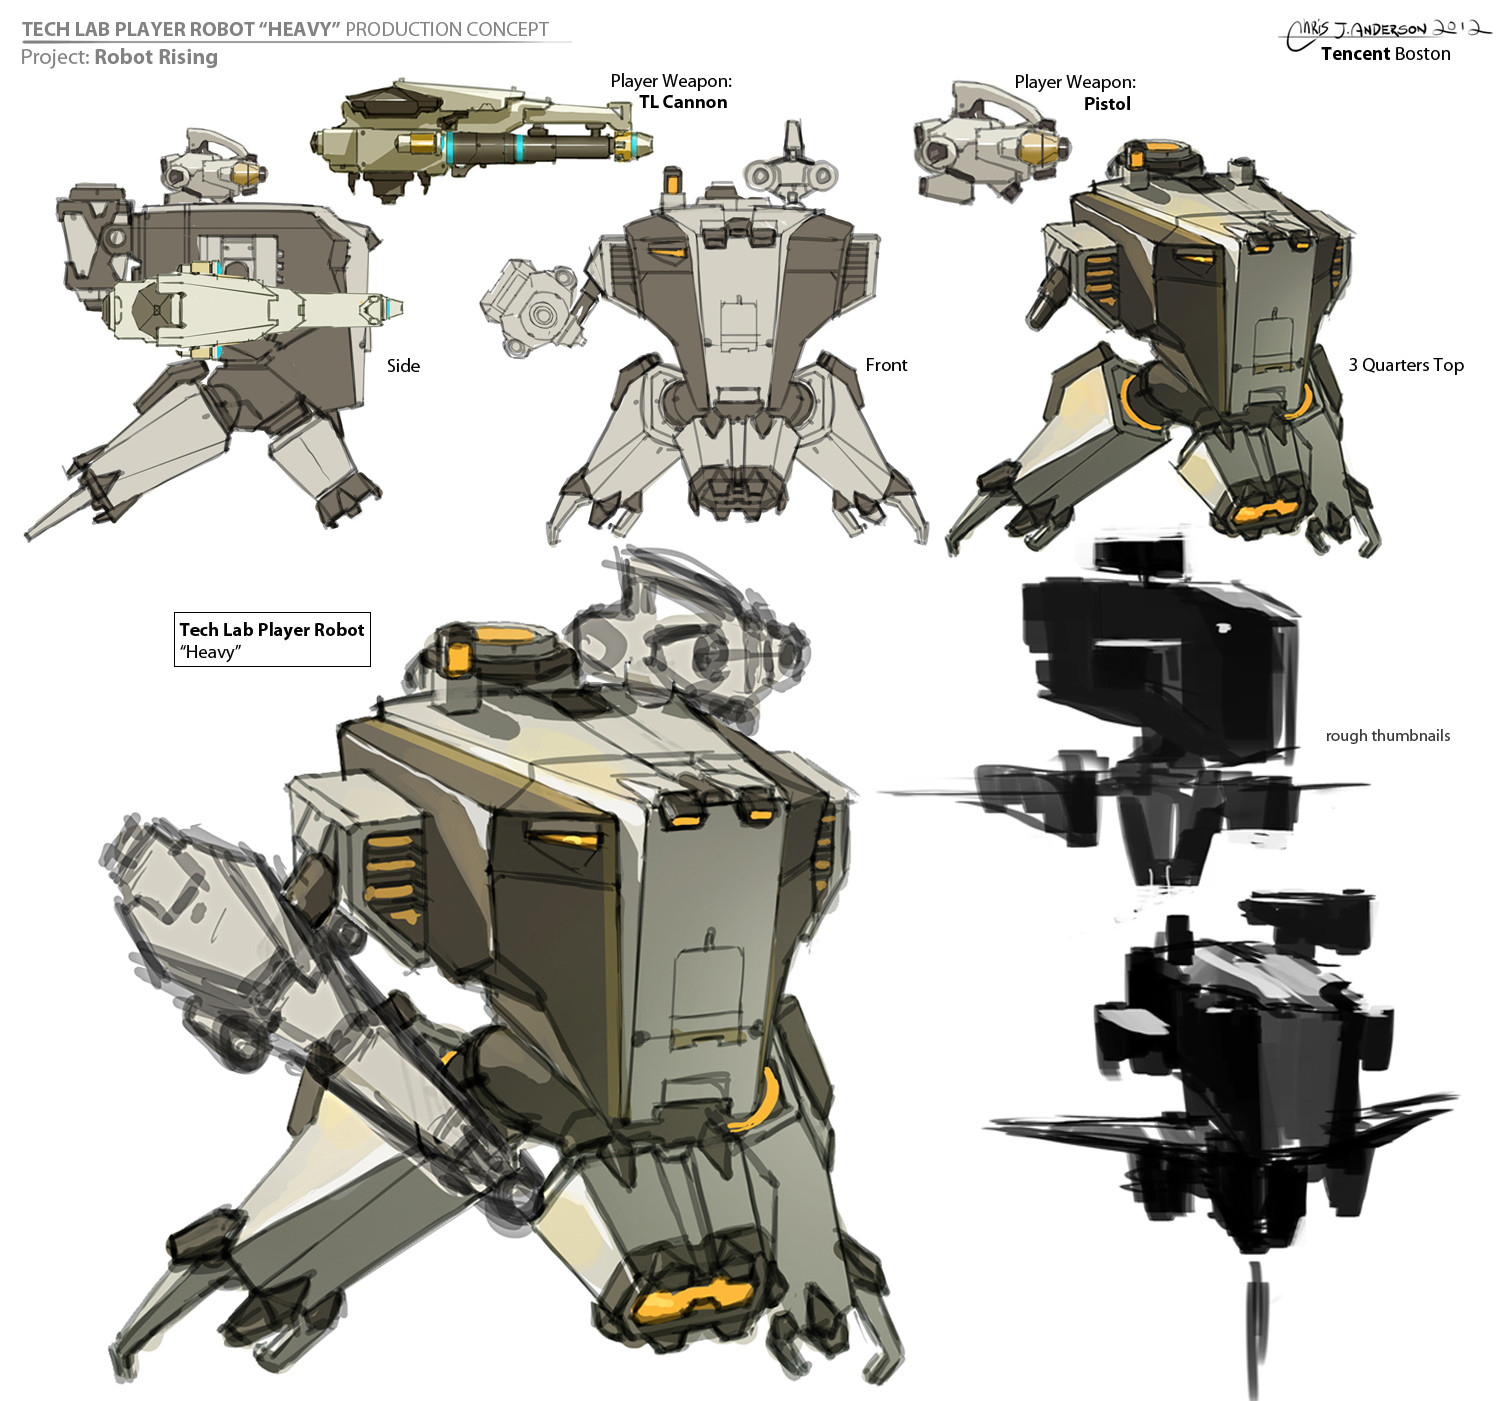 TECH LAB PLAYER ROBOT “HEAVY” PRODUCTION CONCEPT
Project: Robot Rising
CHRIS J. ANDERSON 2012
Tencent Boston
Player Weapon:
TL Cannon
Player Weapon:
Pistol
Side
Front
3 Quarters Top
Tech Lab Player Robot
“Heavy”
rough thumbnails